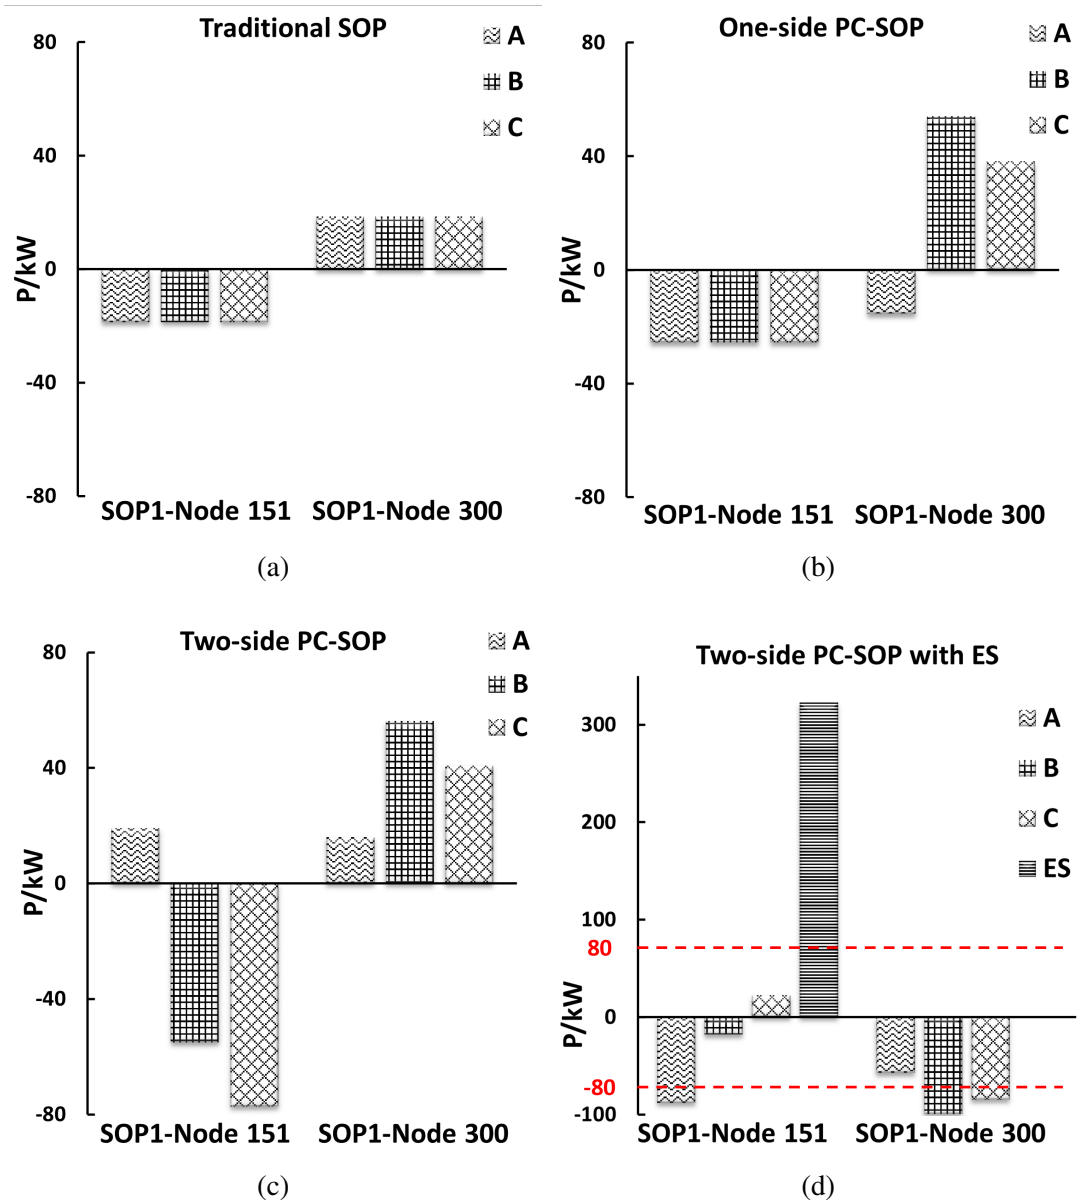 Traditional SOP
A
B
C
80
40
0
-40
-80
P/kW
SOP1-Node 151 SOP1-Node 300
(a)
One-side PC-SOP
A
B
C
80
40
0
-40
-80
P/kW
SOP1-Node 151 SOP1-Node 300
(b)
Two-side PC-SOP
A
B
C
80
40
0
-40
-80
P/kW
SOP1-Node 151 SOP1-Node 300
(c)
Two-side PC-SOP with ES
A
B
C
ES
300
200
100
80
0
-80
-100
P/kW
SOP1-Node 151 SOP1-Node 300
(d)